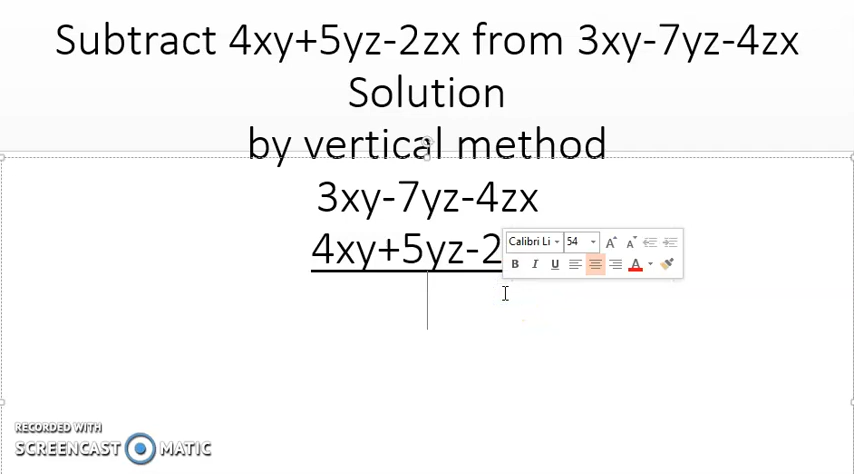 Subtract 4xy+5yz-2zx from 3xy-7yz-4zx
Solution
by vertical method
3xy-7yz-4zx
4xy+5yz-2
Calibri Li 54 A A
B I U A
RECORDED WITH
SCREENCAST MATIC